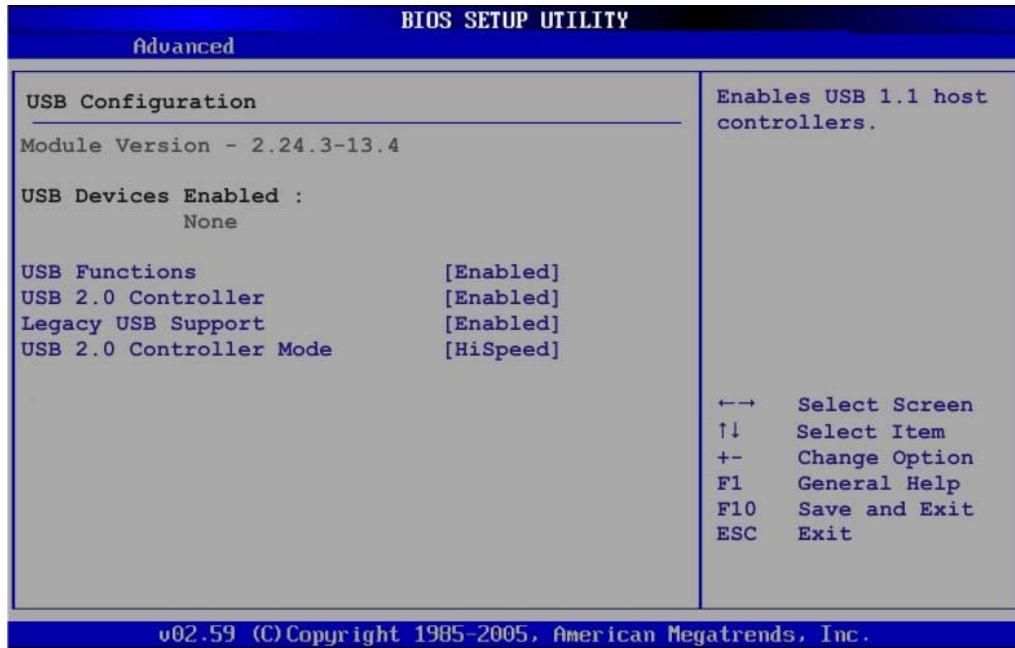 BIOS SETUP UTILITY
Advanced
USB Configuration
Module Version - 2.24.3-13.4
USB Devices Enabled :
None
USB Functions [Enabled]
USB 2.0 Controller [Enabled]
Legacy USB Support [Enabled]
USB 2.0 Controller Mode [HiSpeed]
Enables USB 1.1 host
controllers.
←→ Select Screen
↑↓ Select Item
+- Change Option
F1 General Help
F10 Save and Exit
ESC Exit
v02.59 (C)Copyright 1985-2005, American Megatrends, Inc.